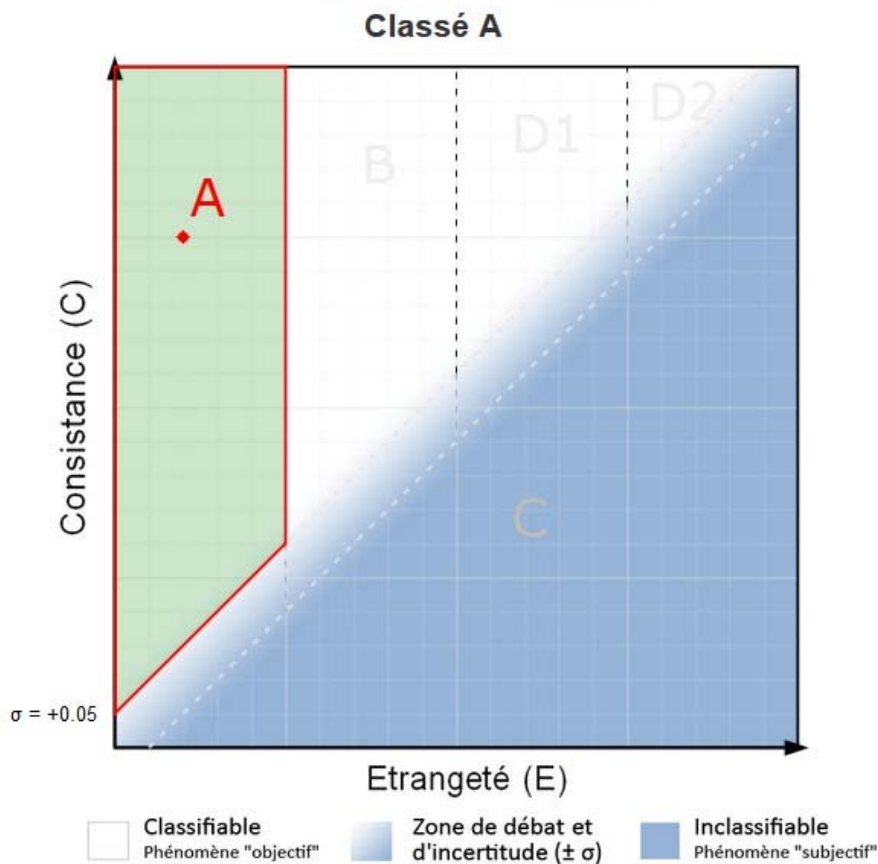 Classé A
D2
D1
B
A
Consistance (C)
C
σ = +0.05
Etrangeté (E)
Classifiable
Phénomène "objectif"
Zone de débat et
d'incertitude (± σ)
Inclassifiable
Phénomène "subjectif"